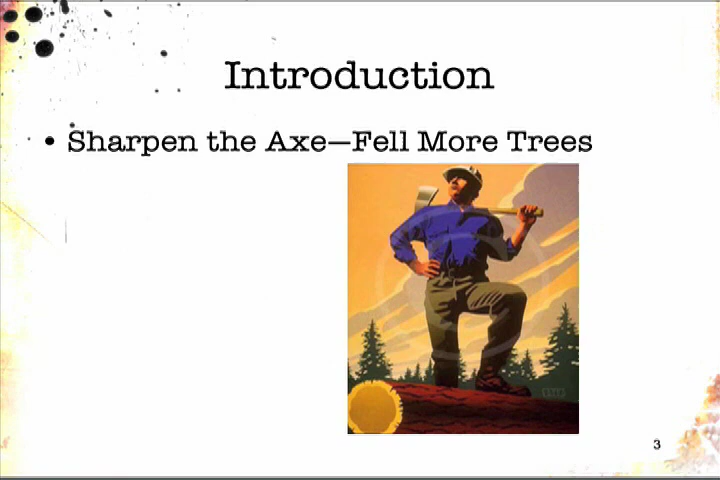 Introduction
• Sharpen the Axe—Fell More Trees
3